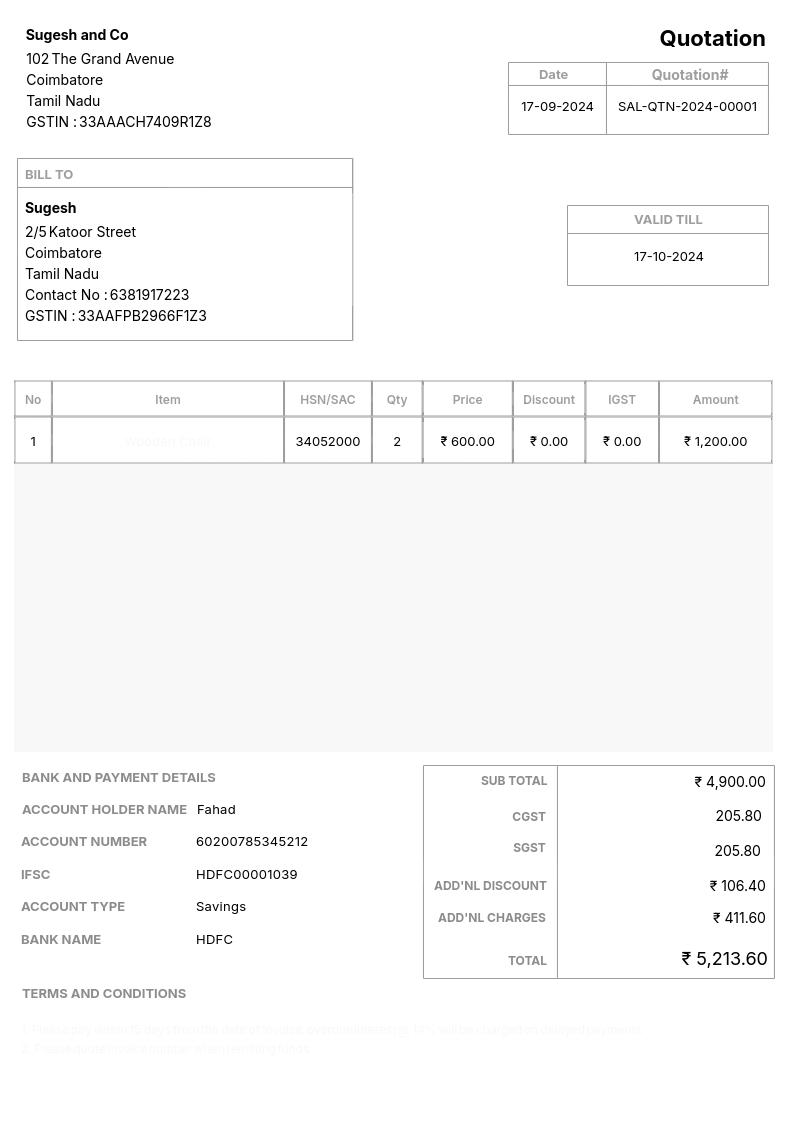 Sugesh and Co
102 The Grand Avenue
Coimbatore
Tamil Nadu
GSTIN : 33AAACH7409R1Z8
Quotation
Date Quotation#
17-09-2024 SAL-QTN-2024-00001
BILL TO
Sugesh
2/5 Katoor Street
Coimbatore
Tamil Nadu
Contact No : 6381917223
GSTIN : 33AAFPB2966F1Z3
VALID TILL
17-10-2024
No Item HSN/SAC Qty Price Discount IGST Amount
1 Wooden Chair 34052000 2 ₹ 600.00 ₹ 0.00 ₹ 0.00 ₹ 1,200.00
BANK AND PAYMENT DETAILS
ACCOUNT HOLDER NAME Fahad
ACCOUNT NUMBER 60200785345212
IFSC HDFC00001039
ACCOUNT TYPE Savings
BANK NAME HDFC
SUB TOTAL ₹ 4,900.00
CGST 205.80
SGST 205.80
ADD'NL DISCOUNT ₹ 106.40
ADD'NL CHARGES ₹ 411.60
TOTAL ₹ 5,213.60
TERMS AND CONDITIONS
1. Please pay within 15 days from the date of invoice, overdue interest @ 14% will be charged on delayed payments.
2. Please quote invoice number when remitting funds.